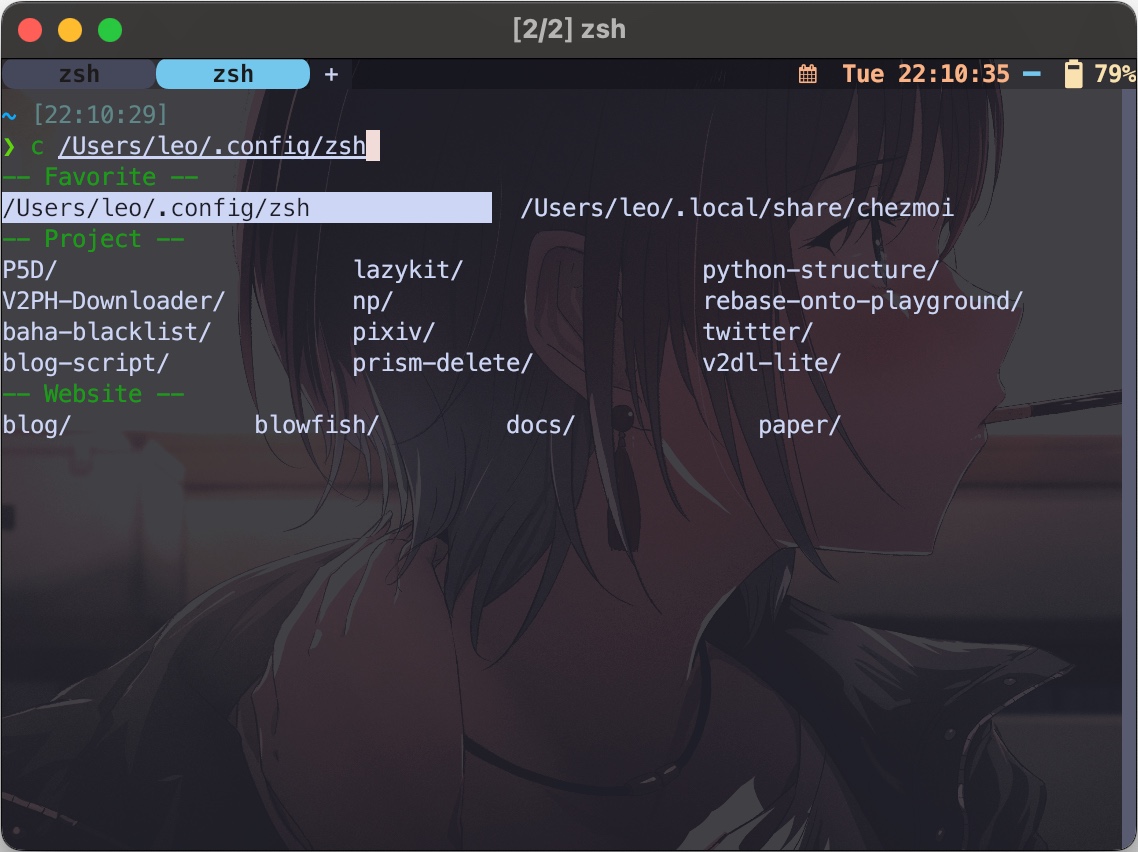 [2/2] zsh
zsh zsh + Tue 22:10:35 79%
~ [22:10:29]
❯ c /Users/leo/.config/zsh
-- Favorite --
/Users/leo/.config/zsh /Users/leo/.local/share/chezmoi
-- Project --
P5D/ lazykit/ python-structure/
V2PH-Downloader/ np/ rebase-onto-playground/
baha-blacklist/ pixiv/ twitter/
blog-script/ prism-delete/ v2dl-lite/
-- Website --
blog/ blowfish/ docs/ paper/